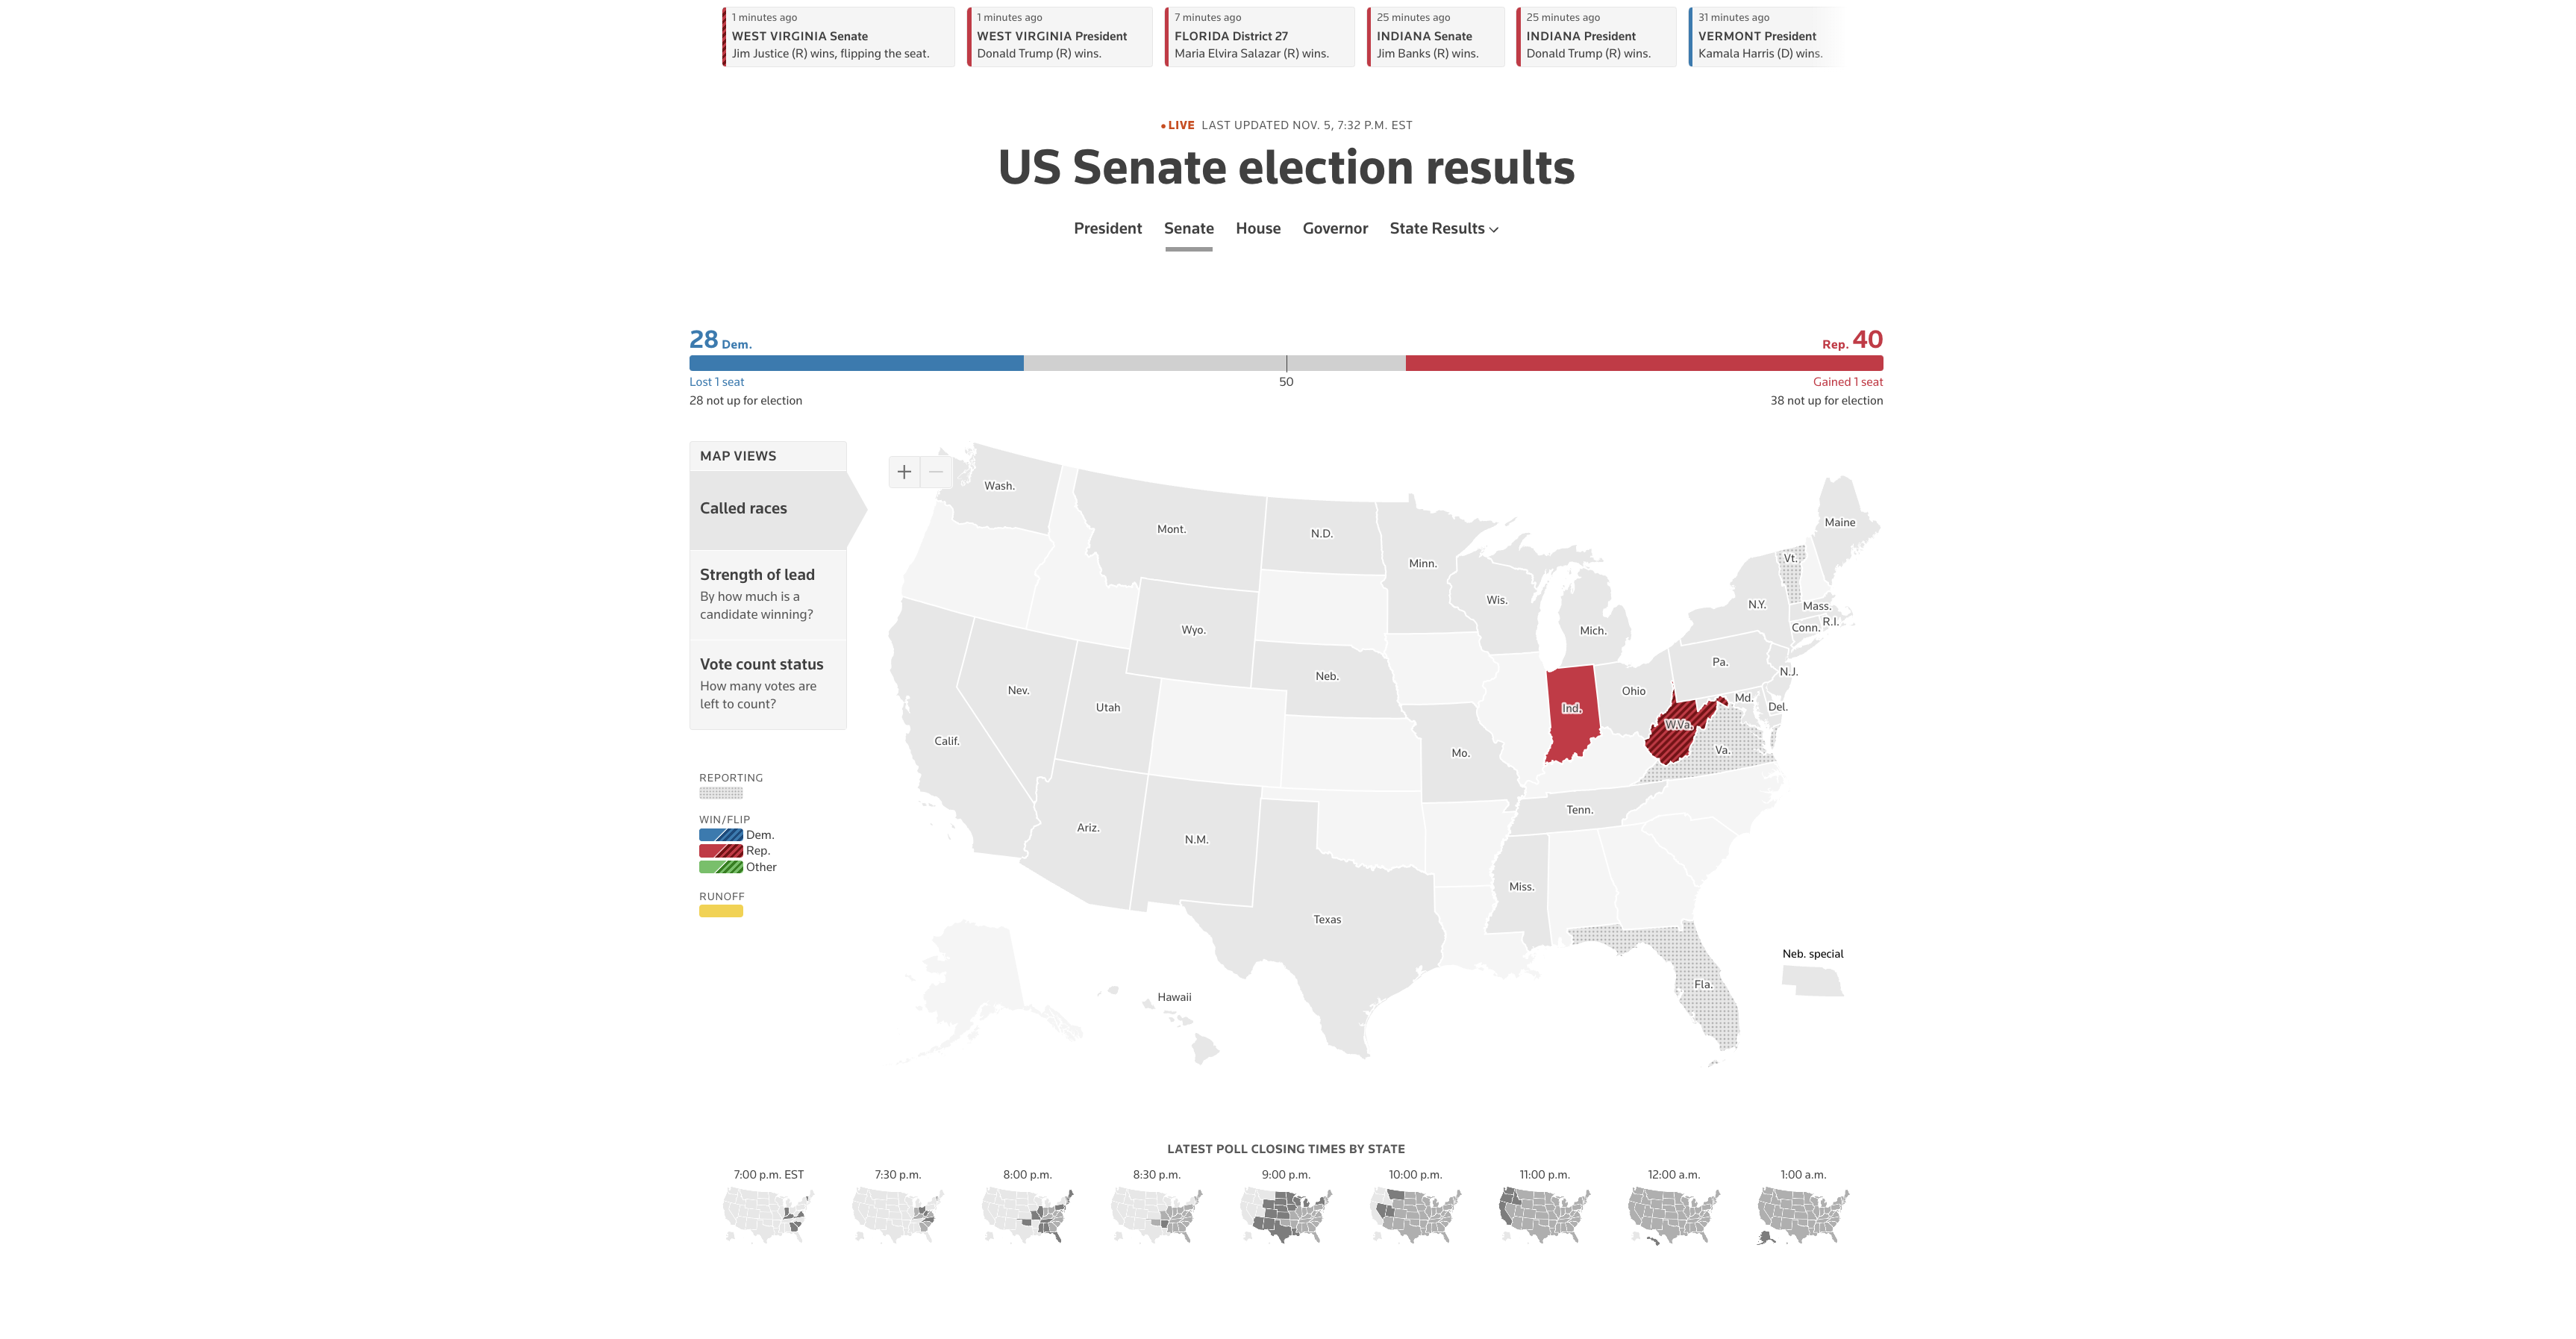 1 minutes ago
WEST VIRGINIA Senate
Jim Justice (R) wins, flipping the seat.
1 minutes ago
WEST VIRGINIA President
Donald Trump (R) wins.
7 minutes ago
FLORIDA District 27
Maria Elvira Salazar (R) wins.
25 minutes ago
INDIANA Senate
Jim Banks (R) wins.
25 minutes ago
INDIANA President
Donald Trump (R) wins.
31 minutes ago
VERMONT President
Kamala Harris (D) wins.
• LIVE LAST UPDATED NOV. 5, 7:32 P.M. EST
US Senate election results
President Senate House Governor State Results
28 Dem.
Rep. 40
Lost 1 seat
50
Gained 1 seat
28 not up for election
38 not up for election
MAP VIEWS
Called races
Strength of lead
By how much is a
candidate winning?
Vote count status
How many votes are
left to count?
REPORTING
WIN/FLIP
Dem.
Rep.
Other
RUNOFF
+ −
Wash.
Mont.
N.D.
Minn.
Maine
Vt.
Wis.
N.Y.
Mass.
R.I.
Conn.
Wyo.
Mich.
Pa.
N.J.
Neb.
Nev.
Ohio
Md.
Del.
Utah
Ind.
W.Va.
Calif.
Mo.
Va.
Tenn.
Ariz.
N.M.
Miss.
Texas
Neb. special
Fla.
Hawaii
LATEST POLL CLOSING TIMES BY STATE
7:00 p.m. EST
7:30 p.m.
8:00 p.m.
8:30 p.m.
9:00 p.m.
10:00 p.m.
11:00 p.m.
12:00 a.m.
1:00 a.m.